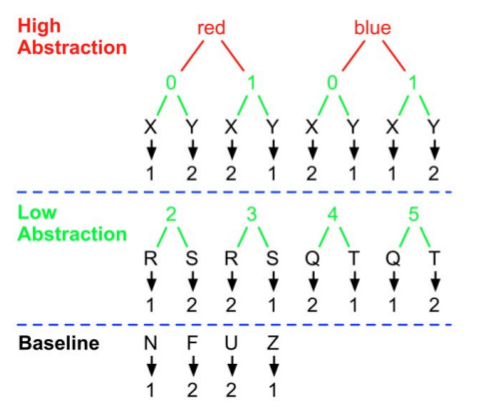 High
Abstraction
red blue
0 1 0 1
X Y X Y X Y X Y
1 2 2 1 2 1 1 2
Low
Abstraction
2 3 4 5
R S R S Q T Q T
1 2 2 1 2 1 1 2
Baseline N F U Z
1 2 2 1